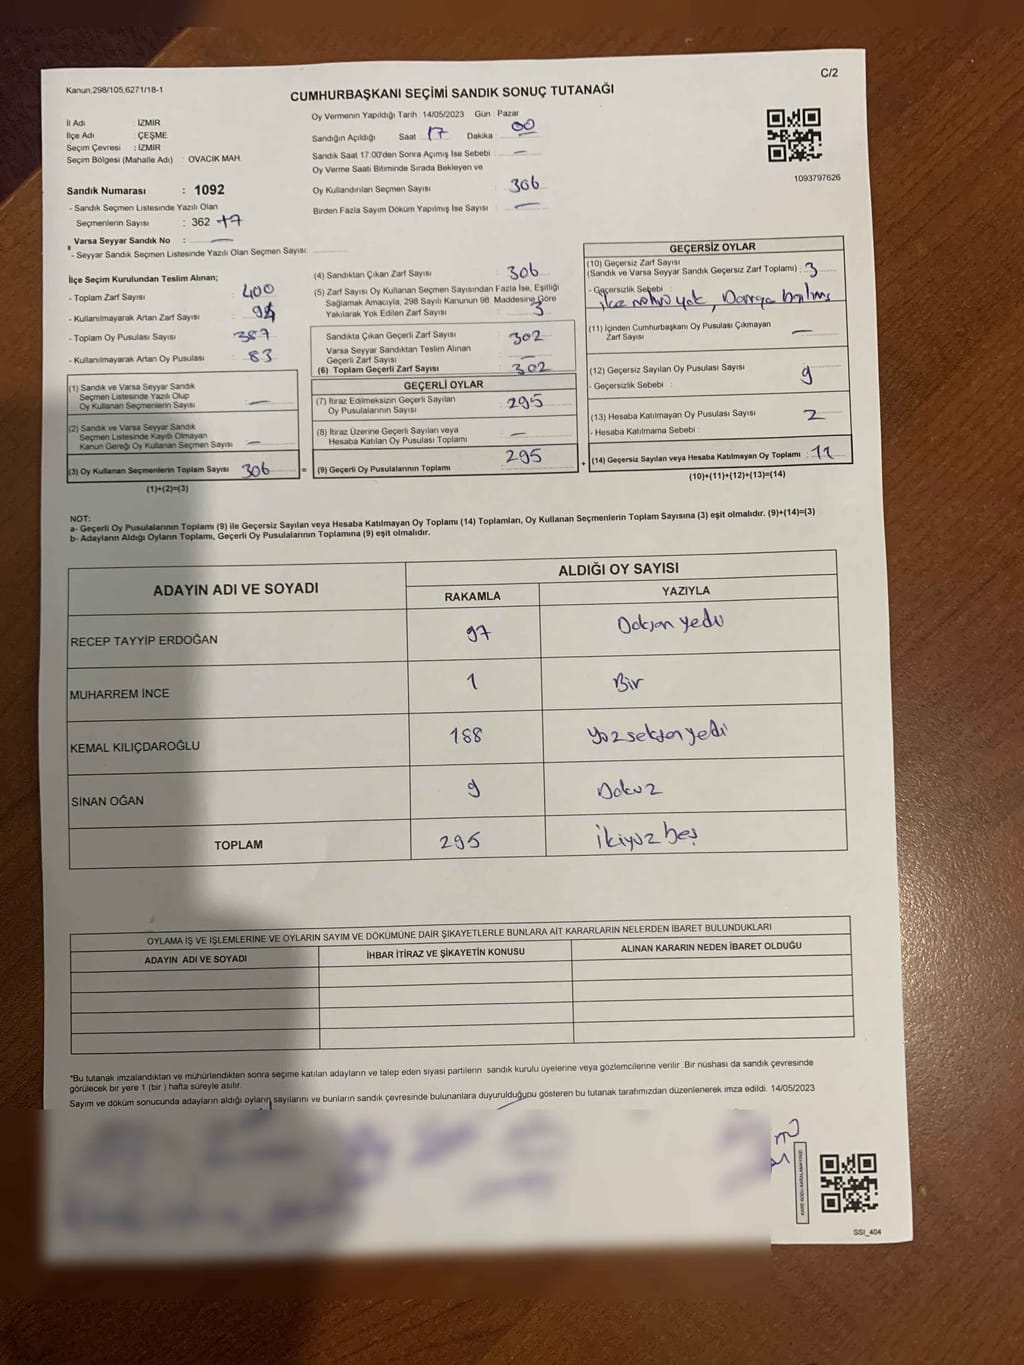 Kanun,298/105,6271/18-1
C/2
CUMHURBAŞKANI SEÇİMİ SANDIK SONUÇ TUTANAĞI
İl Adı : İZMİR
İlçe Adı : ÇEŞME
Seçim Çevresi : İZMİR
Seçim Bölgesi (Mahalle Adı) : OVACIK MAH.
Sandık Numarası : 1092
- Sandık Seçmen Listesinde Yazılı Olan
Seçmenlerin Sayısı : 362 +7
Varsa Seyyar Sandık No : —
- Seyyar Sandık Seçmen Listesinde Yazılı Olan Seçmen Sayısı
Oy Vermenin Yapıldığı Tarih 14/05/2023 Gün : Pazar
Sandığın Açıldığı Saat 17 Dakika 00
Sandık Saat 17:00'den Sonra Açımış İse Sebebi : —
Oy Verme Saati Bitiminde Sırada Bekleyen ve
Oy Kullandırılan Seçmen Sayısı : 306
Birden Fazla Sayım Döküm Yapılmış İse Sayısı : —
1093797626
İlçe Seçim Kurulundan Teslim Alınan;
- Toplam Zarf Sayısı : 400
- Kullanılmayarak Artan Zarf Sayısı :
- Toplam Oy Pusulası Sayısı : 387
- Kullanılmayarak Artan Oy Pusulası : 83
(1) Sandık ve Varsa Seyyar Sandık
Seçmen Listesinde Yazılı Olup
Oy Kullanan Seçmenlerin Sayısı : —
(2) Sandık ve Varsa Seyyar Sandık
Seçmen Listesinde Kayıtlı Olmayan
Kanun Gereği Oy Kullanan Seçmen Sayısı : —
(3) Oy Kullanan Seçmenlerin Toplam Sayısı : 306
(1)+(2)=(3)
(4) Sandıktan Çıkan Zarf Sayısı : 306
(5) Zarf Sayısı Oy Kullanan Seçmen Sayısından Fazla İse, Eşitliği
Sağlamak Amacıyla, 298 Sayılı Kanunun 98. Maddesine Göre
Yakılarak Yok Edilen Zarf Sayısı : 3
Sandıkta Çıkan Geçerli Zarf Sayısı : 302
Varsa Seyyar Sandıktan Teslim Alınan
Geçerli Zarf Sayısı : —
(6) Toplam Geçerli Zarf Sayısı : 302
GEÇERLİ OYLAR
(7) İtiraz Edilmeksizin Geçerli Sayılan
Oy Pusulalarının Sayısı : 295
(8) İtiraz Üzerine Geçerli Sayılan veya
Hesaba Katılan Oy Pusulası Toplamı : —
= (9) Geçerli Oy Pusulalarının Toplamı : 295
GEÇERSİZ OYLAR
(10) Geçersiz Zarf Sayısı
(Sandık ve Varsa Seyyar Sandık Geçersiz Zarf Toplamı) : 3
- Geçersizlik Sebebi :
(11) İçinden Cumhurbaşkanı Oy Pusulası Çıkmayan
Zarf Sayısı : —
(12) Geçersiz Sayılan Oy Pusulası Sayısı : 9
- Geçersizlik Sebebi :
(13) Hesaba Katılmayan Oy Pusulası Sayısı : 2
- Hesaba Katılmama Sebebi :
+ (14) Geçersiz Sayılan veya Hesaba Katılmayan Oy Toplamı : 11
(10)+(11)+(12)+(13)=(14)
NOT:
a- Geçerli Oy Pusulalarının Toplamı (9) ile Geçersiz Sayılan veya Hesaba Katılmayan Oy Toplamı (14) Toplamları, Oy Kullanan Seçmenlerin Toplam Sayısına (3) eşit olmalıdır. (9)+(14)=(3)
b- Adayların Aldığı Oyların Toplamı, Geçerli Oy Pusulalarının Toplamına (9) eşit olmalıdır.
ADAYIN ADI VE SOYADI ALDIĞI OY SAYISI
RAKAMLA YAZIYLA
RECEP TAYYİP ERDOĞAN 97 Doksan yedi
MUHARREM İNCE 1 Bir
KEMAL KILIÇDAROĞLU 188 Yüzseksenyedi
SİNAN OĞAN 9 Dokuz
TOPLAM 295 İkiyüz beş
OYLAMA İŞ VE İŞLEMLERİNE VE OYLARIN SAYIM VE DÖKÜMÜNE DAİR ŞİKAYETLERLE BUNLARA AİT KARARLARIN NELERDEN İBARET BULUNDUKLARI
ADAYIN ADI VE SOYADI İHBAR İTİRAZ VE ŞİKAYETİN KONUSU ALINAN KARARIN NEDEN İBARET OLDUĞU
*Bu tutanak imzalandıktan ve mühürlendikten sonra seçime katılan adayların ve talep eden siyasi partilerin sandık kurulu üyelerine veya gözlemcilerine verilir. Bir nüshası da sandık çevresinde
görülecek bir yere 1 (bir ) hafta süreyle asılır.
Sayım ve döküm sonucunda adayların aldığı oyların sayılarını ve bunların sandık çevresinde bulunanlara duyurulduğunu gösteren bu tutanak tarafımızdan düzenlenerek imza edildi. 14/05/2023
SSI_404